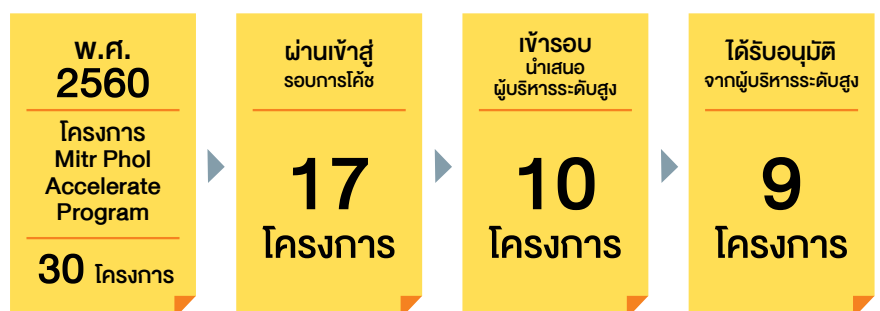 พ.ศ.
2560
โครงการ
Mitr Phol
Accelerate
Program
30 โครงการ
ผ่านเข้าสู่
รอบการโค้ช
17
โครงการ
เข้ารอบ
นำเสนอ
ผู้บริหารระดับสูง
10
โครงการ
ได้รับอนุมัติ
จากผู้บริหารระดับสูง
9
โครงการ